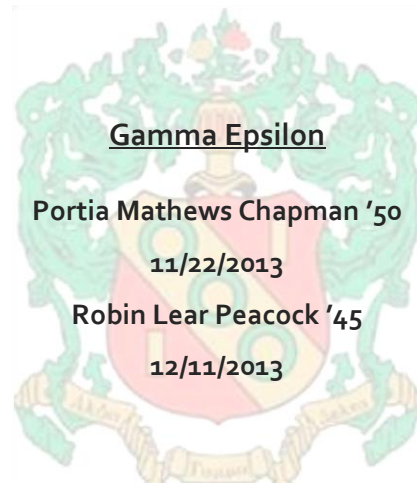 Gamma Epsilon
Portia Mathews Chapman ’50
11/22/2013
Robin Lear Peacock ’45
12/11/2013